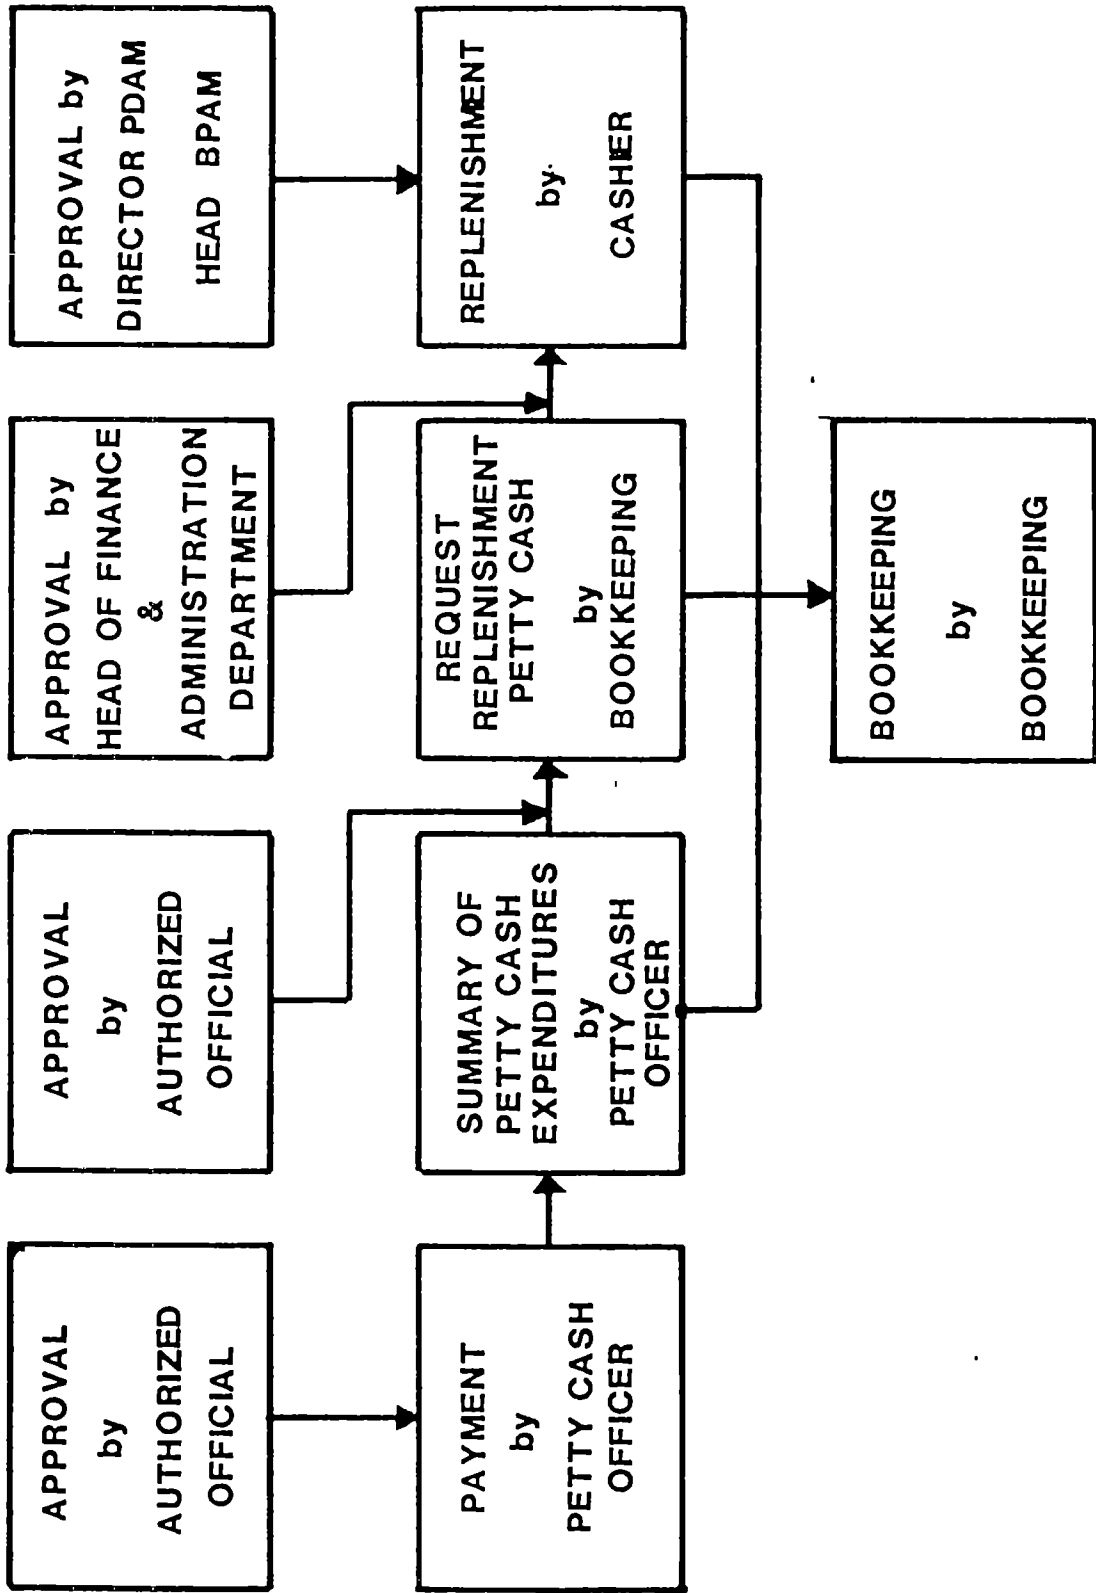 APPROVAL
by
AUTHORIZED
OFFICIAL
APPROVAL
by
AUTHORIZED
OFFICIAL
APPROVAL by
HEAD OF FINANCE
&
ADMINISTRATION
DEPARTMENT
APPROVAL by
DIRECTOR PDAM
HEAD BPAM
PAYMENT
by
PETTY CASH
OFFICER
SUMMARY OF
PETTY CASH
EXPENDITURES
by
PETTY CASH
OFFICER
REQUEST
REPLENISHMENT
PETTY CASH
by
BOOKKEEPING
REPLENISHMENT
by
CASHIER
BOOKKEEPING
by
BOOKKEEPING